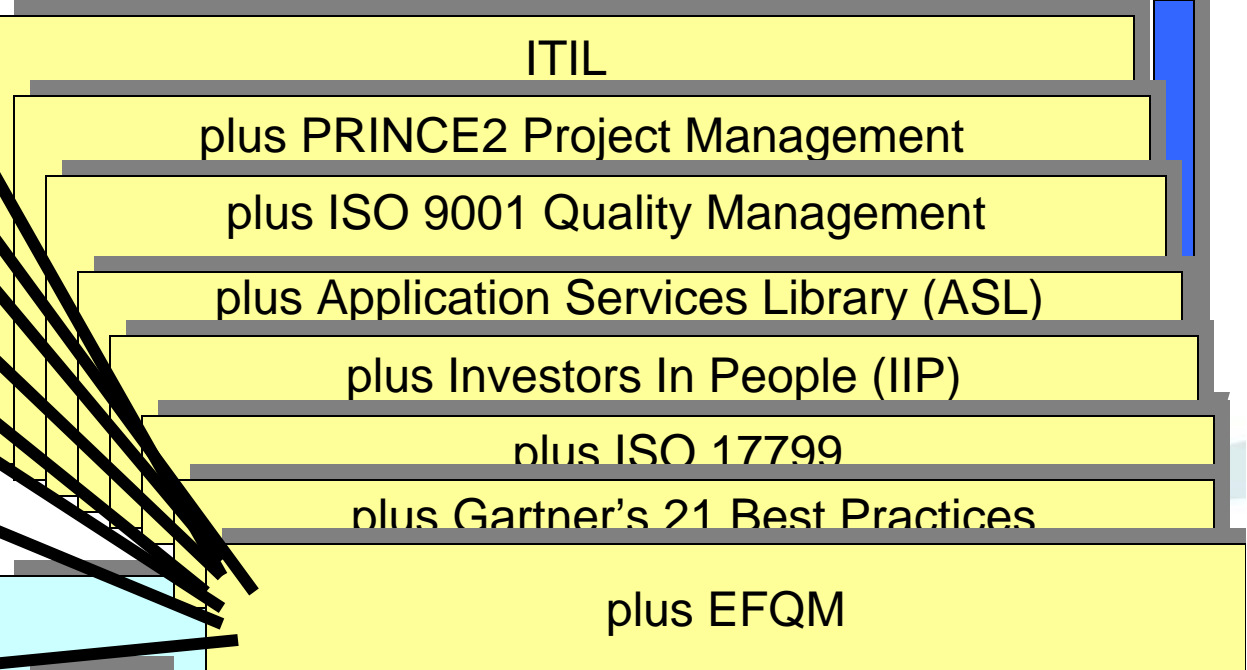 ITIL
plus PRINCE2 Project Management
plus ISO 9001 Quality Management
plus Application Services Library (ASL)
plus Investors In People (IIP)
plus ISO 17799
plus Gartner’s 21 Best Practices
plus EFQM